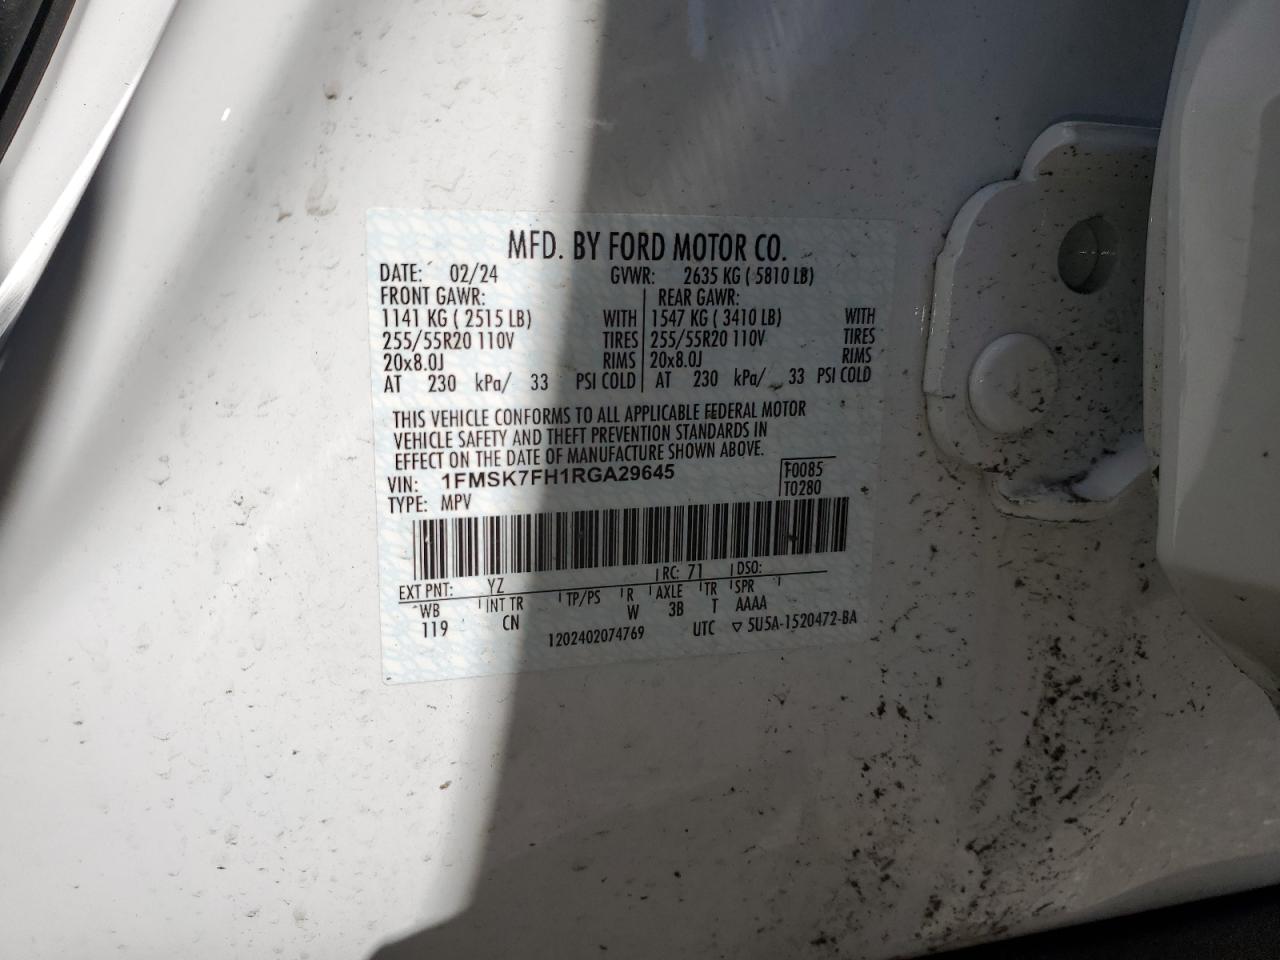 MFD. BY FORD MOTOR CO.
DATE: 02/24 GVWR: 2635 KG ( 5810 LB)
FRONT GAWR: REAR GAWR:
1141 KG ( 2515 LB) WITH 1547 KG ( 3410 LB) WITH
255/55R20 110V TIRES 255/55R20 110V TIRES
20x8.0J RIMS 20x8.0J RIMS
AT 230 kPa/ 33 PSI COLD AT 230 kPa/ 33 PSI COLD
THIS VEHICLE CONFORMS TO ALL APPLICABLE FEDERAL MOTOR
VEHICLE SAFETY AND THEFT PREVENTION STANDARDS IN
EFFECT ON THE DATE OF MANUFACTURE SHOWN ABOVE.
VIN: 1FMSK7FH1RGA29645 F0085
TYPE: MPV T0280
EXT PNT: YZ RC: 71 DSO:
WB INT TR TP/PS R AXLE TR SPR
119 CN W 3B T AAAA
1202402074769 UTC ▽ 5U5A-1520472-BA